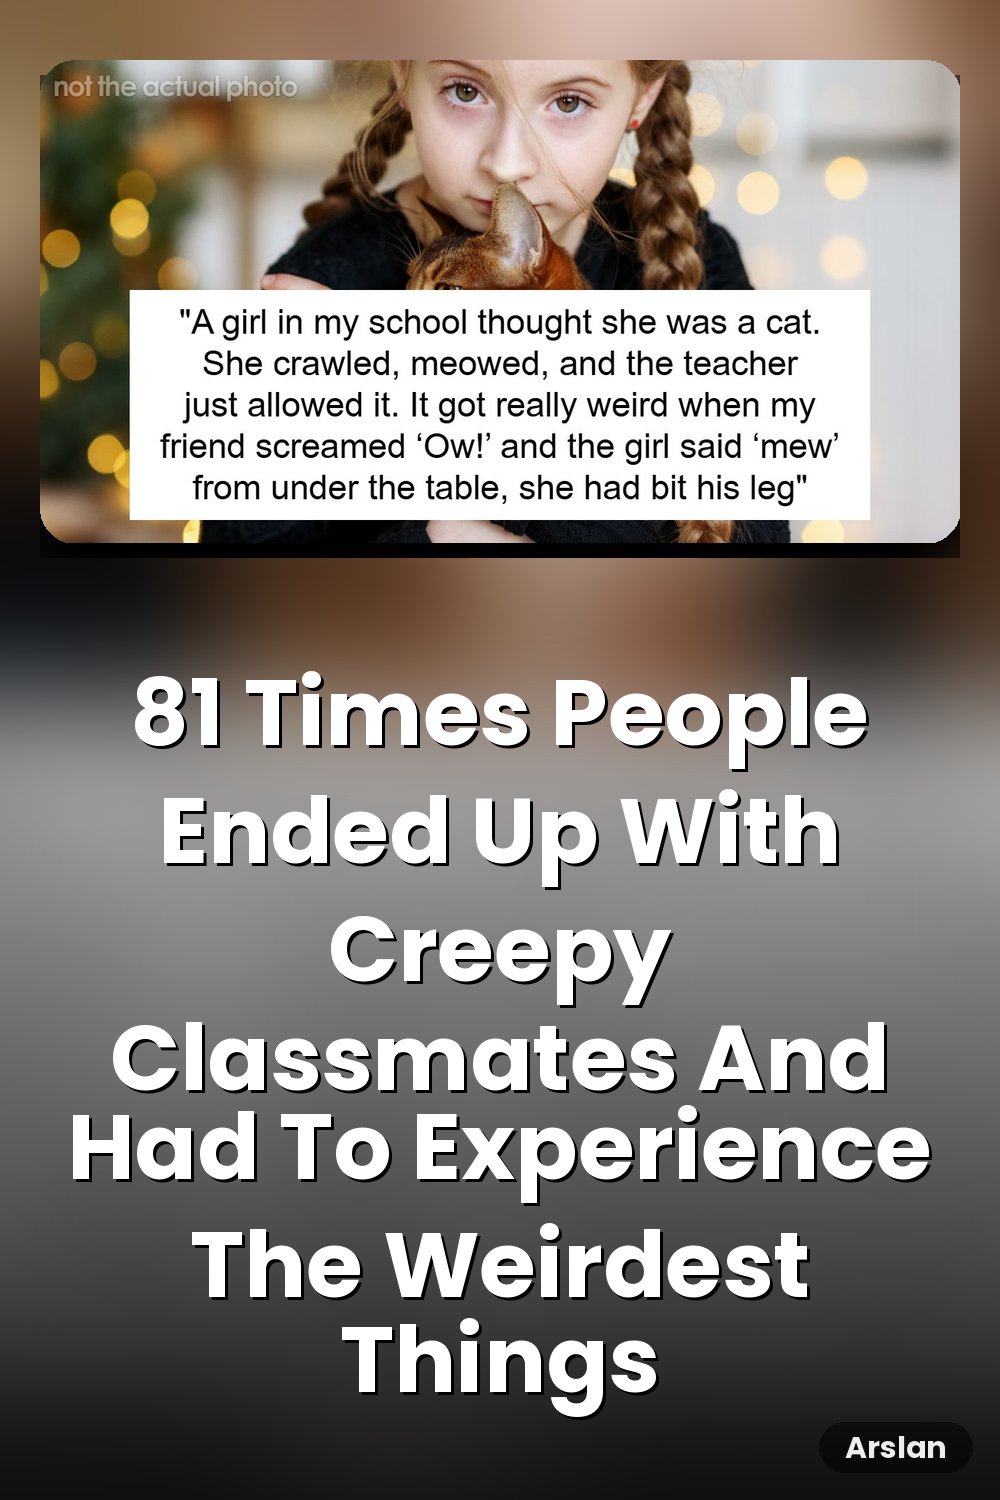 not the actual photo
"A girl in my school thought she was a cat.
She crawled, meowed, and the teacher
just allowed it. It got really weird when my
friend screamed ‘Ow!’ and the girl said ‘mew’
from under the table, she had bit his leg"
81 Times People
Ended Up With
Creepy
Classmates And
Had To Experience
The Weirdest
Things
Arslan